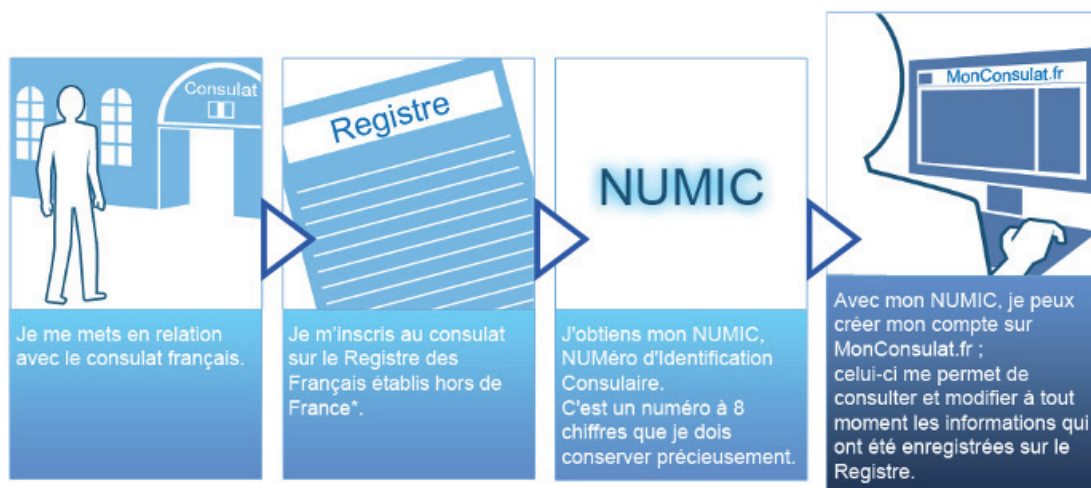 Consulat
Je me mets en relation
avec le consulat français.
Registre
Je m'inscris au consulat
sur le Registre des
Français établis hors de
France*.
NUMIC
J'obtiens mon NUMIC,
NUMéro d'Identification
Consulaire.
C'est un numéro à 8
chiffres que je dois
conserver précieusement.
MonConsulat.fr
Avec mon NUMIC, je peux
créer mon compte sur
MonConsulat.fr ;
celui-ci me permet de
consulter et modifier à tout
moment les informations qui
ont été enregistrées sur le
Registre.